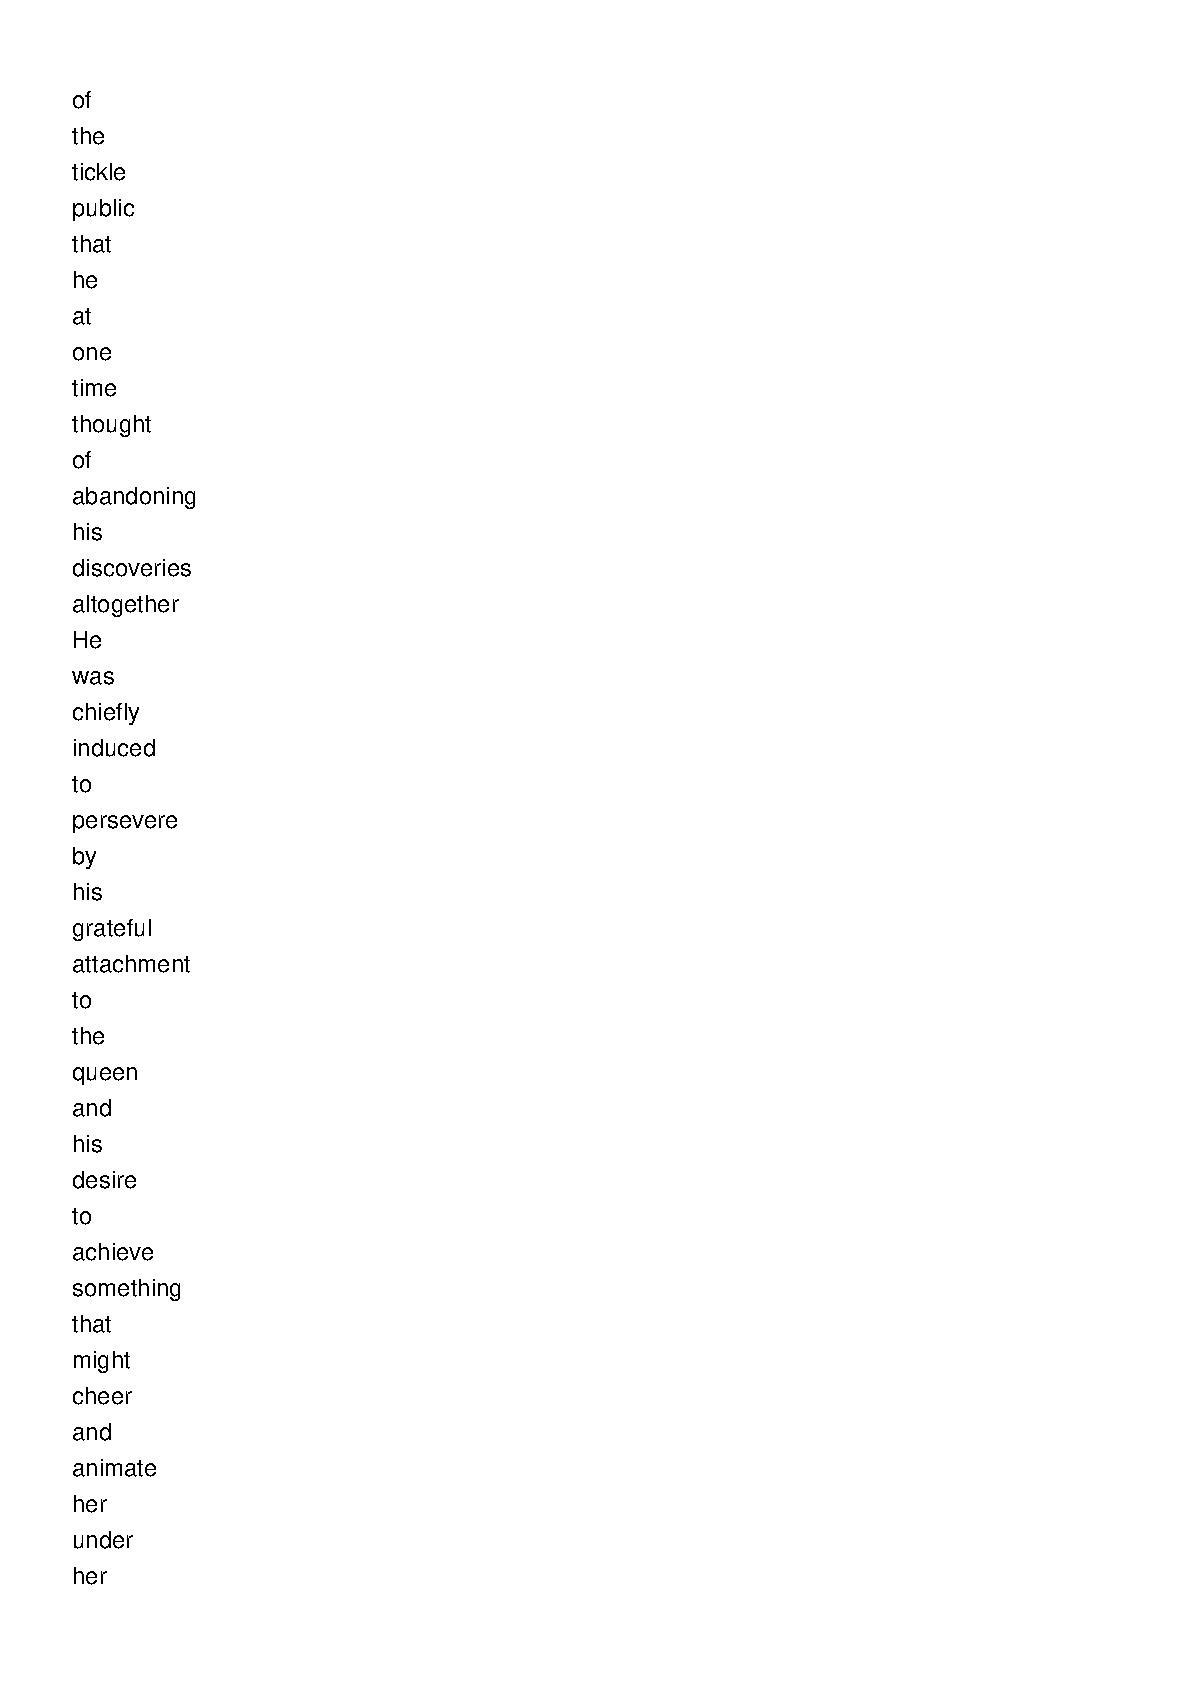 of
the
tickle
public
that
he
at
one
time
thought
of
abandoning
his
discoveries
altogether
He
was
chiefly
induced
to
persevere
by
his
grateful
attachment
to
the
queen
and
his
desire
to
achieve
something
that
might
cheer
and
animate
her
under
her